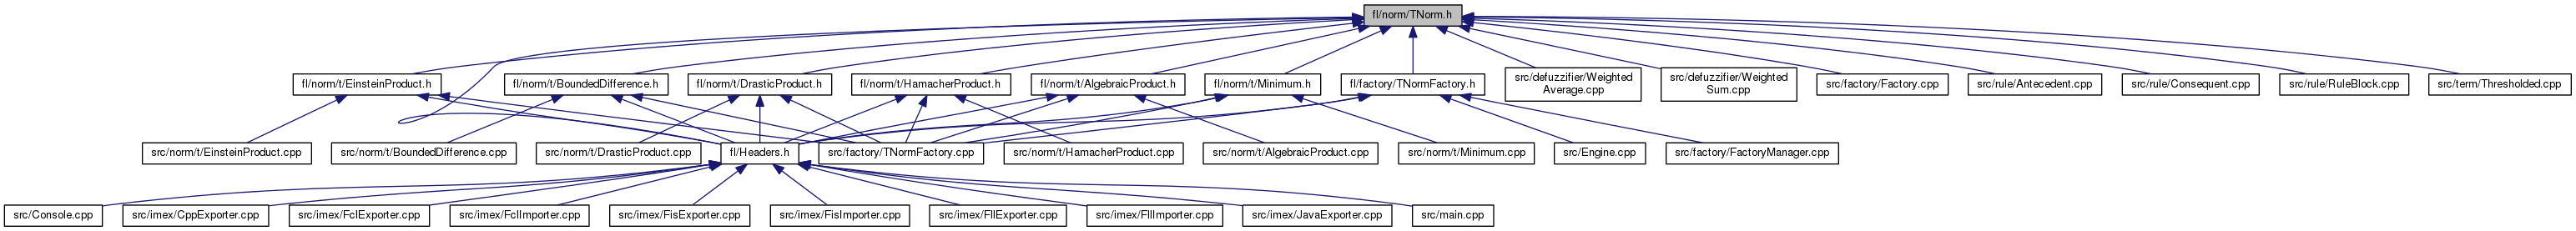 fl/norm/TNorm.h
fl/norm/t/EinsteinProduct.h
fl/norm/t/BoundedDifference.h
fl/norm/t/DrasticProduct.h
fl/norm/t/HamacherProduct.h
fl/norm/t/AlgebraicProduct.h
fl/norm/t/Minimum.h
fl/factory/TNormFactory.h
src/defuzzifier/Weighted
Average.cpp
src/defuzzifier/Weighted
Sum.cpp
src/factory/Factory.cpp
src/rule/Antecedent.cpp
src/rule/Consequent.cpp
src/rule/RuleBlock.cpp
src/term/Thresholded.cpp
src/norm/t/EinsteinProduct.cpp
src/norm/t/BoundedDifference.cpp
src/norm/t/DrasticProduct.cpp
fl/Headers.h
src/factory/TNormFactory.cpp
src/norm/t/HamacherProduct.cpp
src/norm/t/AlgebraicProduct.cpp
src/norm/t/Minimum.cpp
src/Engine.cpp
src/factory/FactoryManager.cpp
src/Console.cpp
src/imex/CppExporter.cpp
src/imex/FclExporter.cpp
src/imex/FclImporter.cpp
src/imex/FisExporter.cpp
src/imex/FisImporter.cpp
src/imex/FllExporter.cpp
src/imex/FllImporter.cpp
src/imex/JavaExporter.cpp
src/main.cpp